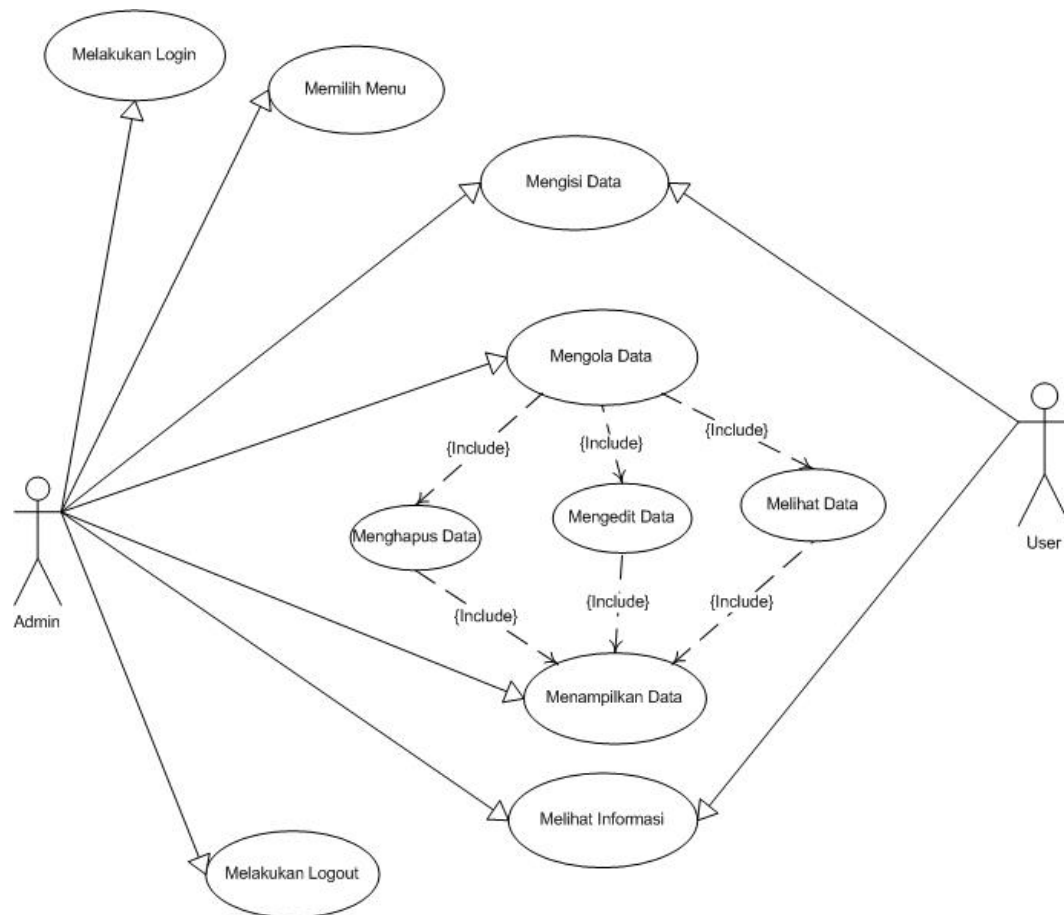 Melakukan Login
Memilih Menu
Mengisi Data
Mengola Data
{Include}
{Include}
{Include}
Menghapus Data
Mengedit Data
Melihat Data
User
Admin
{Include}
{Include}
{Include}
Menampilkan Data
Melihat Informasi
Melakukan Logout